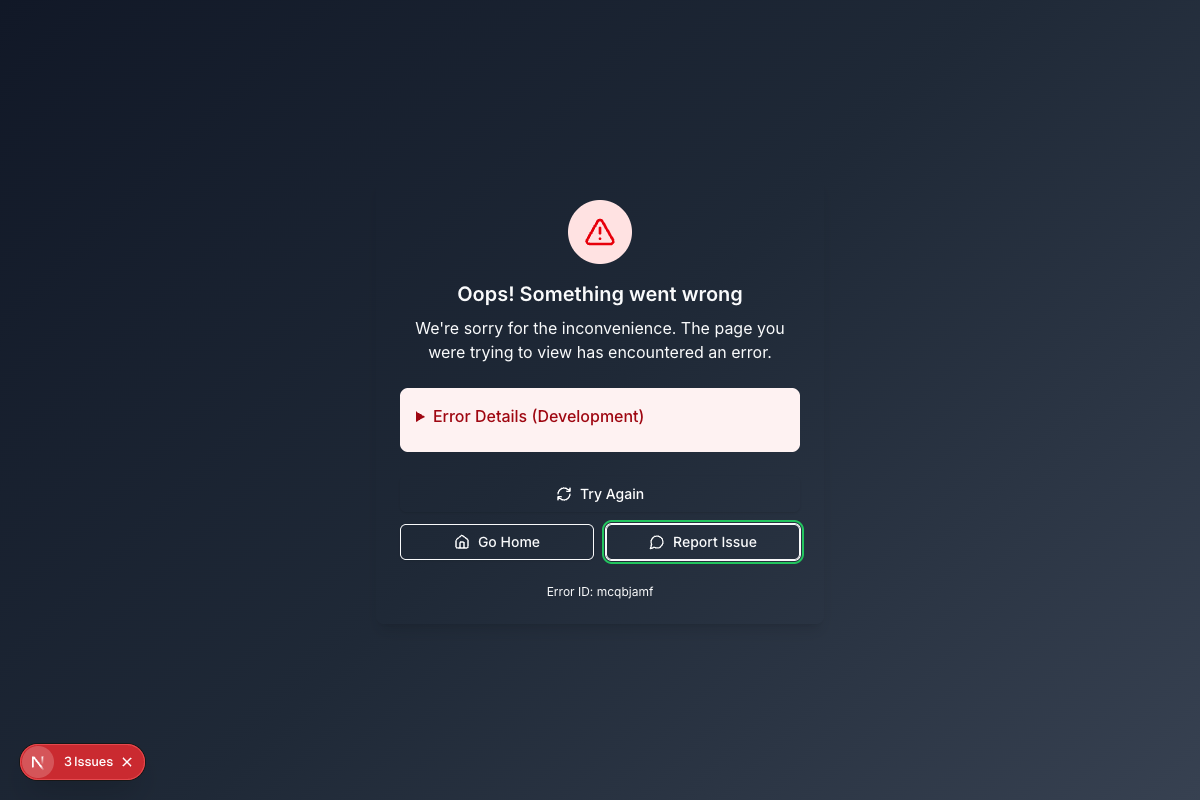 Oops! Something went wrong
We're sorry for the inconvenience. The page you
were trying to view has encountered an error.
Error Details (Development)
Try Again
Go Home
Report Issue
Error ID: mcqbjamf
N
3 Issues